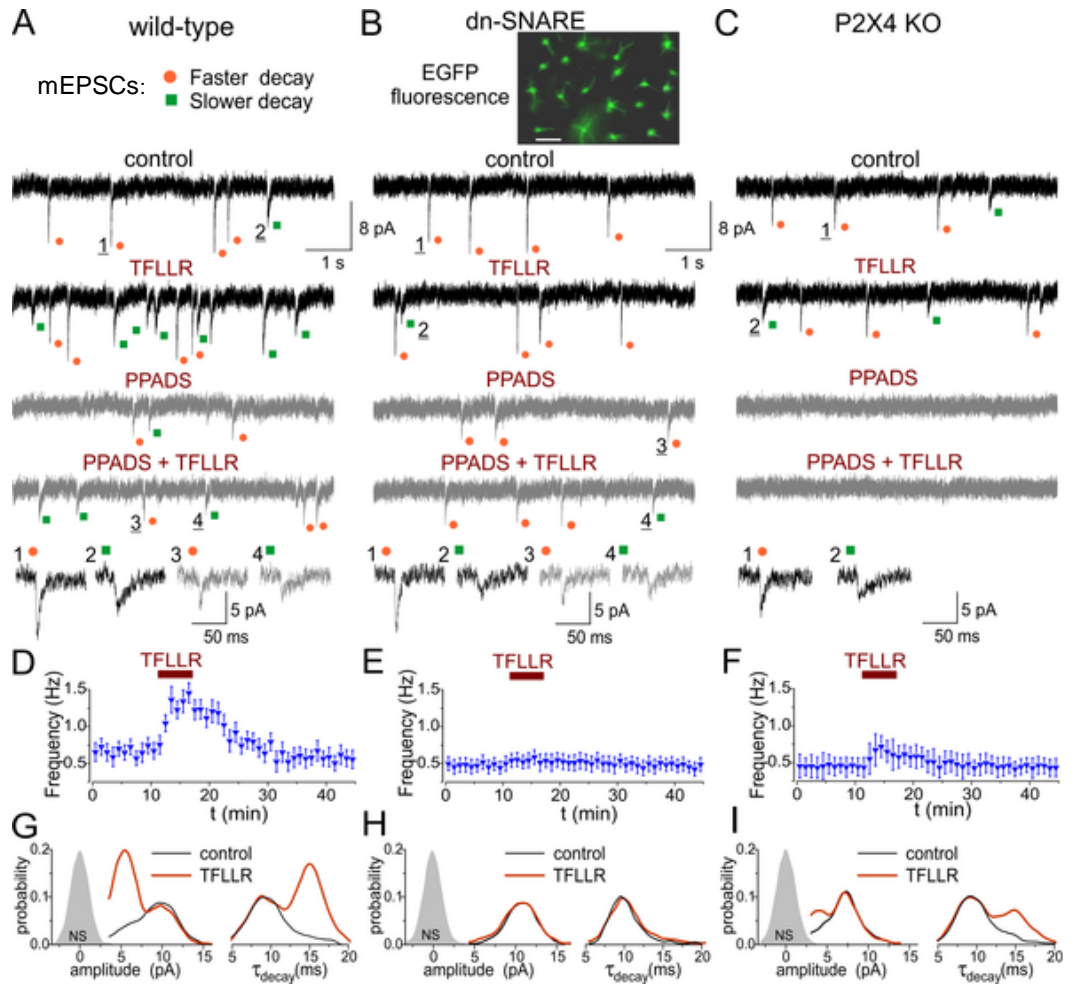 A wild-type B dn-SNARE C P2X4 KO
mEPSCs: Faster decay
Slower decay
EGFP
fluorescence
control control control
1 2 8 pA 1 s 1 8 pA 1 s 1
TFLLR TFLLR TFLLR
2 2
PPADS PPADS PPADS
3
PPADS + TFLLR PPADS + TFLLR PPADS + TFLLR
3 4 4
1 2 3 4 1 2 3 4 1 2
5 pA 5 pA 5 pA
50 ms 50 ms 50 ms
D TFLLR E TFLLR F TFLLR
Frequency (Hz) Frequency (Hz) Frequency (Hz)
1.5 1.5 1.5
1.0 1.0 1.0
0.5 0.5 0.5
0 10 20 30 40 0 10 20 30 40 0 10 20 30 40
t (min) t (min) t (min)
G H I
probability probability probability
0.2 control 0.2 control 0.2 control
TFLLR TFLLR TFLLR
0.1 0.1 0.1
0.0 NS 0.0 NS 0.0 NS
0 5 10 15 5 10 15 20 0 5 10 15 5 10 15 20 0 5 10 15 5 10 15 20
amplitude (pA) τdecay(ms) amplitude (pA) τdecay(ms) amplitude (pA) τdecay(ms)